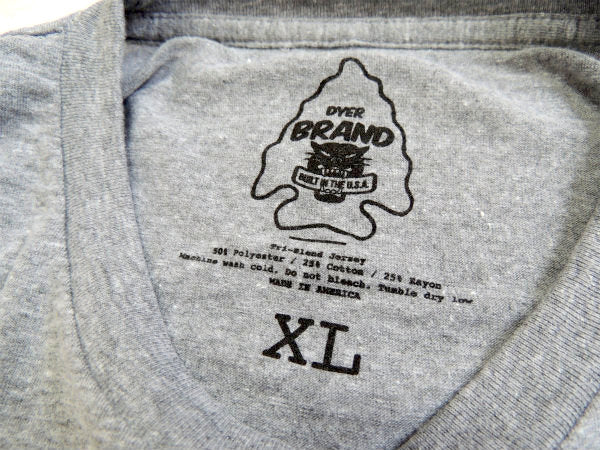 DYER
BRAND
BUILT IN THE U.S.A.
Tri-Blend Jersey
50% Polyester / 25% Cotton / 25% Rayon
Machine wash cold. Do not bleach. Tumble dry low
MADE IN AMERICA
XL